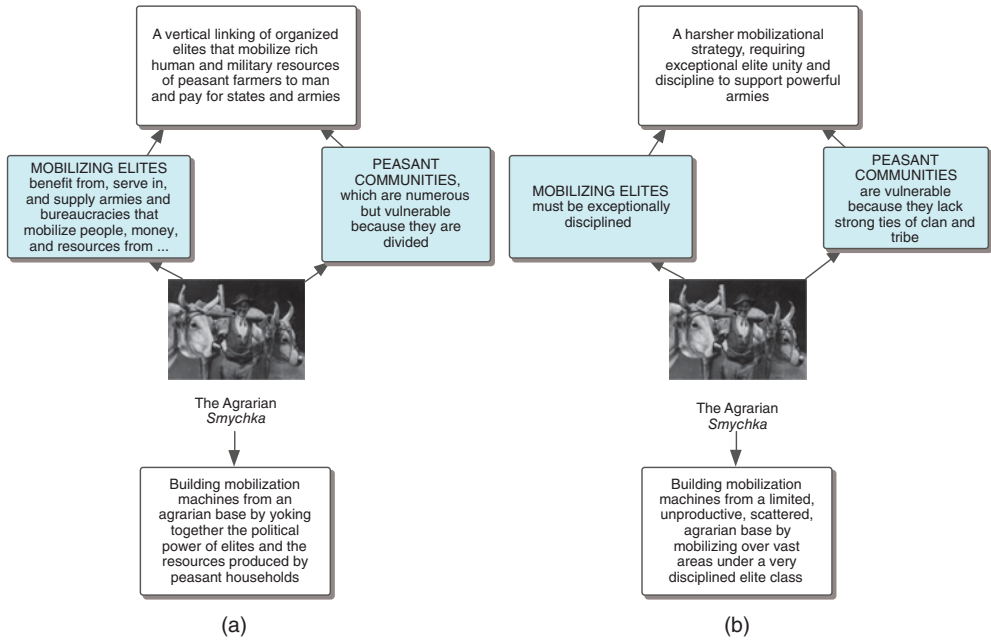 A vertical linking of organized
elites that mobilize rich
human and military resources
of peasant farmers to man
and pay for states and armies
MOBILIZING ELITES
benefit from, serve in,
and supply armies and
bureaucracies that
mobilize people, money,
and resources from ...
PEASANT
COMMUNITIES,
which are numerous
but vulnerable
because they are
divided
The Agrarian
Smychka
Building mobilization
machines from an
agrarian base by yoking
together the political
power of elites and the
resources produced by
peasant households
(a)
A harsher mobilizational
strategy, requiring
exceptional elite unity and
discipline to support powerful
armies
MOBILIZING ELITES
must be exceptionally
disciplined
PEASANT
COMMUNITIES
are vulnerable
because they lack
strong ties of clan and
tribe
The Agrarian
Smychka
Building mobilization
machines from a limited,
unproductive, scattered,
agrarian base by
mobilizing over vast
areas under a very
disciplined elite class
(b)